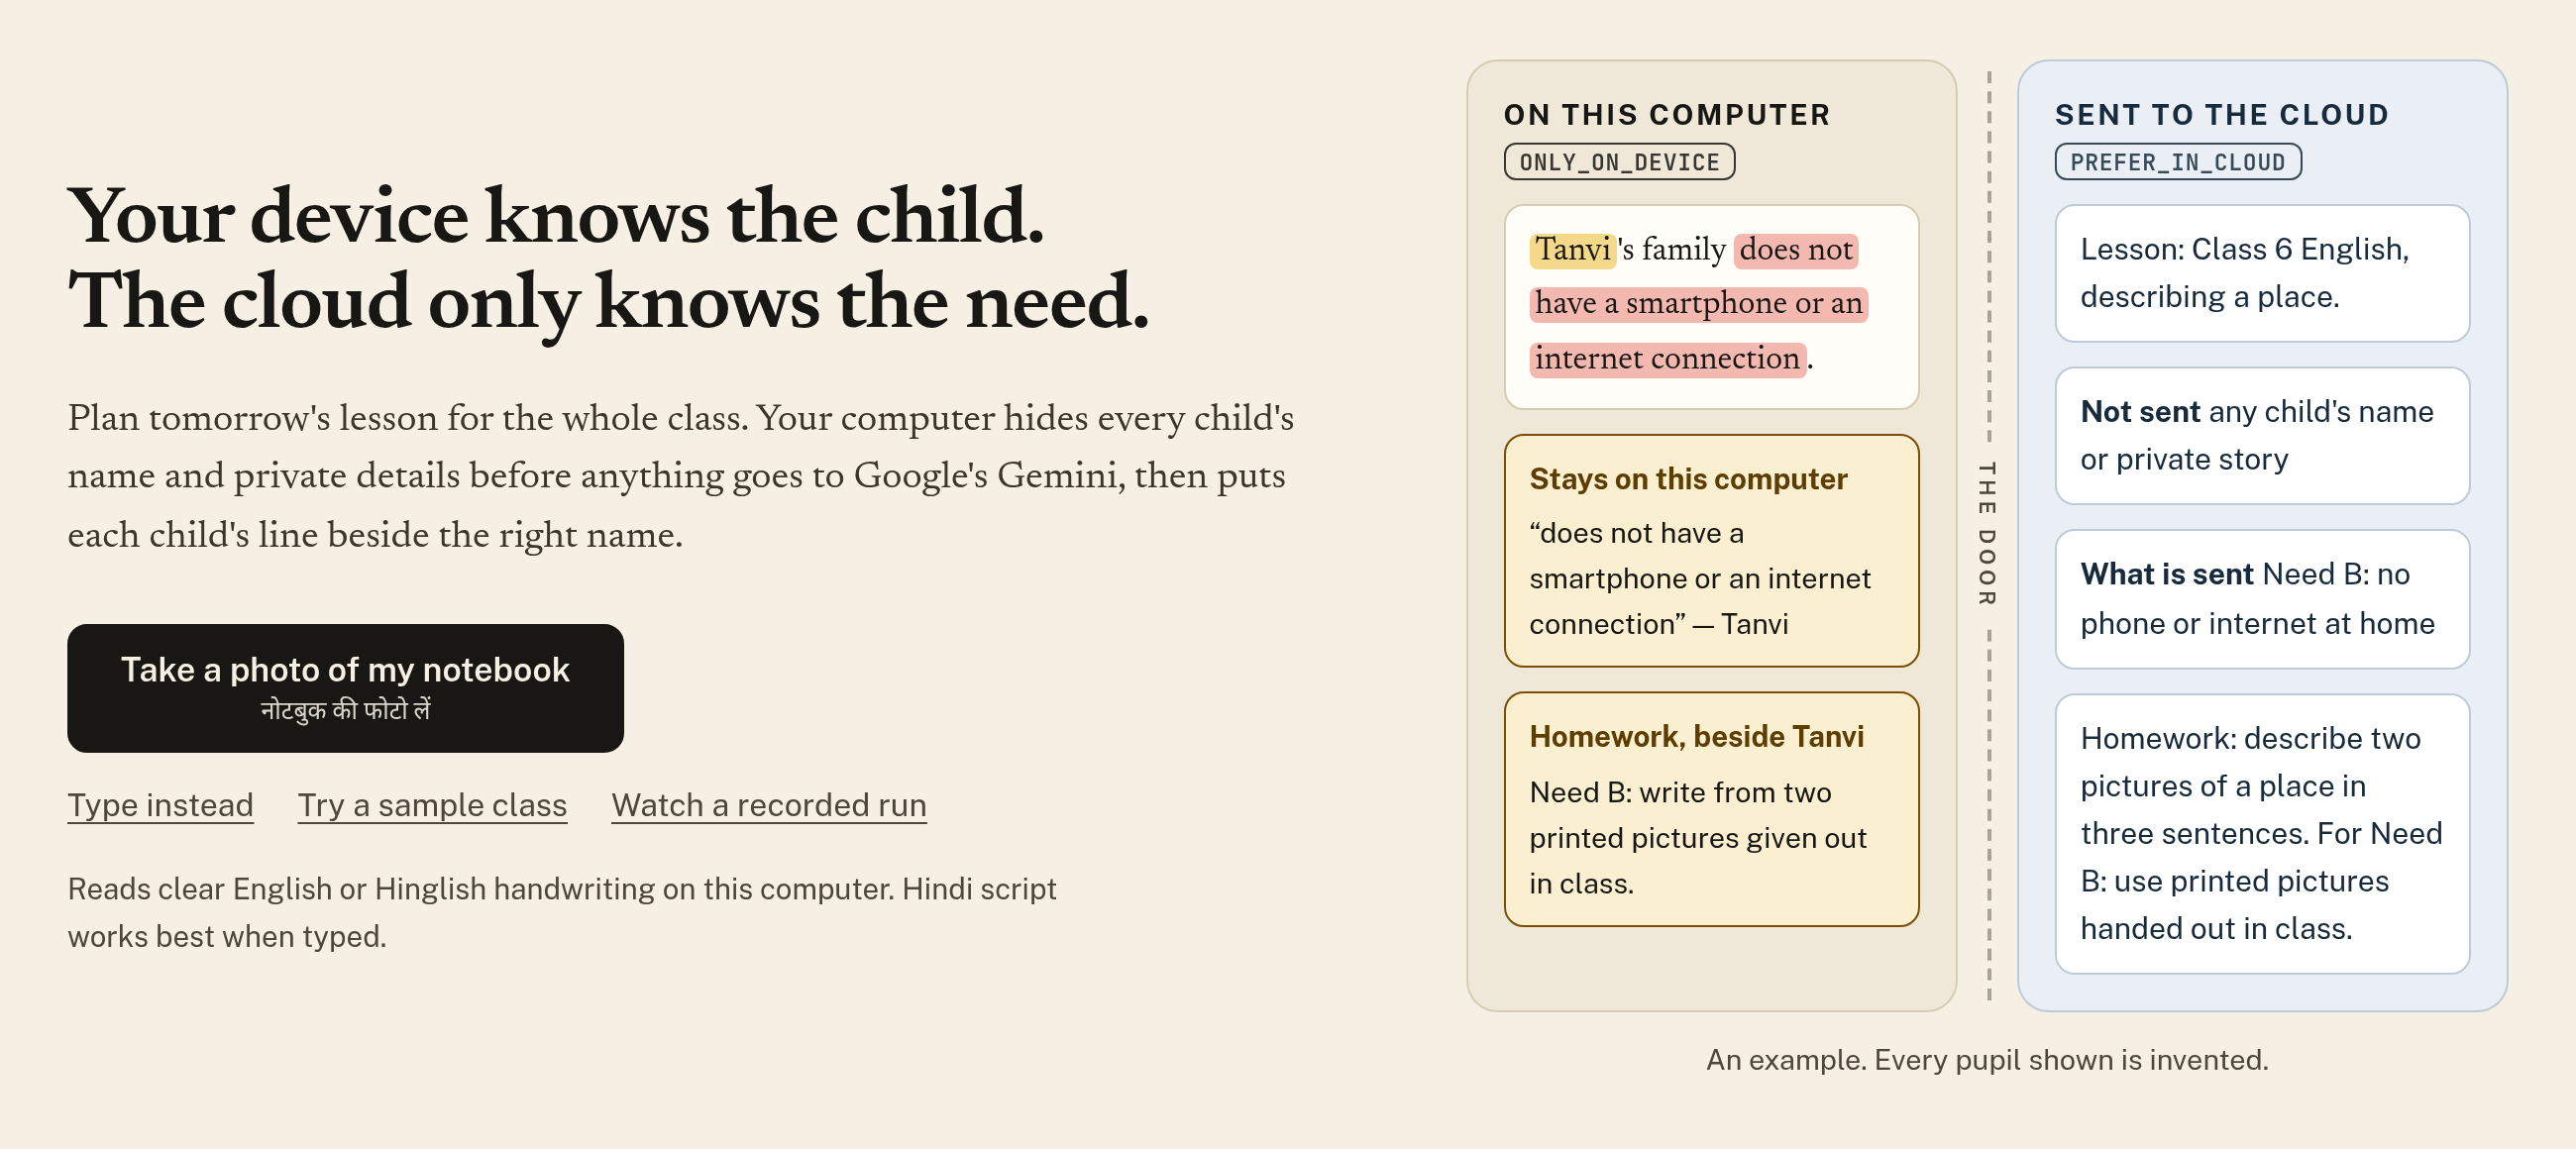 Your device knows the child.
The cloud only knows the need.
Plan tomorrow's lesson for the whole class. Your computer hides every child's
name and private details before anything goes to Google's Gemini, then puts
each child's line beside the right name.
Take a photo of my notebook
नोटबुक की फोटो लें
Type instead Try a sample class Watch a recorded run
Reads clear English or Hinglish handwriting on this computer. Hindi script
works best when typed.
ON THIS COMPUTER
ONLY_ON_DEVICE
Tanvi's family does not
have a smartphone or an
internet connection.
Stays on this computer
“does not have a
smartphone or an internet
connection” — Tanvi
Homework, beside Tanvi
Need B: write from two
printed pictures given out
in class.
THE DOOR
SENT TO THE CLOUD
PREFER_IN_CLOUD
Lesson: Class 6 English,
describing a place.
Not sent any child's name
or private story
What is sent Need B: no
phone or internet at home
Homework: describe two
pictures of a place in
three sentences. For Need
B: use printed pictures
handed out in class.
An example. Every pupil shown is invented.